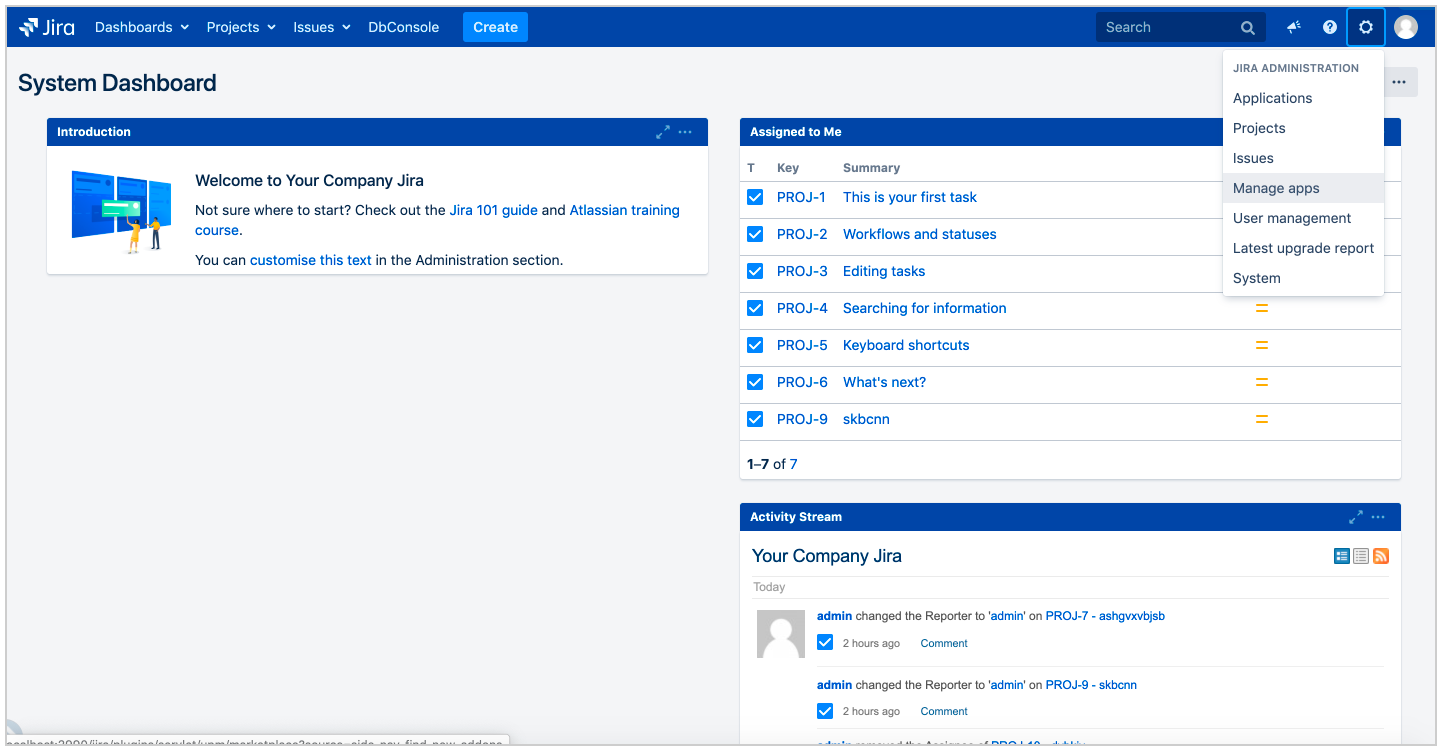 Jira Dashboards Projects Issues DbConsole Create Search
System Dashboard
JIRA ADMINISTRATION
Applications
Projects
Issues
Manage apps
User management
Latest upgrade report
System
Introduction
Welcome to Your Company Jira
Not sure where to start? Check out the Jira 101 guide and Atlassian training
course.
You can customise this text in the Administration section.
Assigned to Me
T Key Summary
PROJ-1 This is your first task
PROJ-2 Workflows and statuses
PROJ-3 Editing tasks
PROJ-4 Searching for information
PROJ-5 Keyboard shortcuts
PROJ-6 What's next?
PROJ-9 skbcnn
1–7 of 7
Activity Stream
Your Company Jira
Today
admin changed the Reporter to 'admin' on PROJ-7 - ashgvxvbjsb
2 hours ago Comment
admin changed the Reporter to 'admin' on PROJ-9 - skbcnn
2 hours ago Comment
admin removed the Assignee of